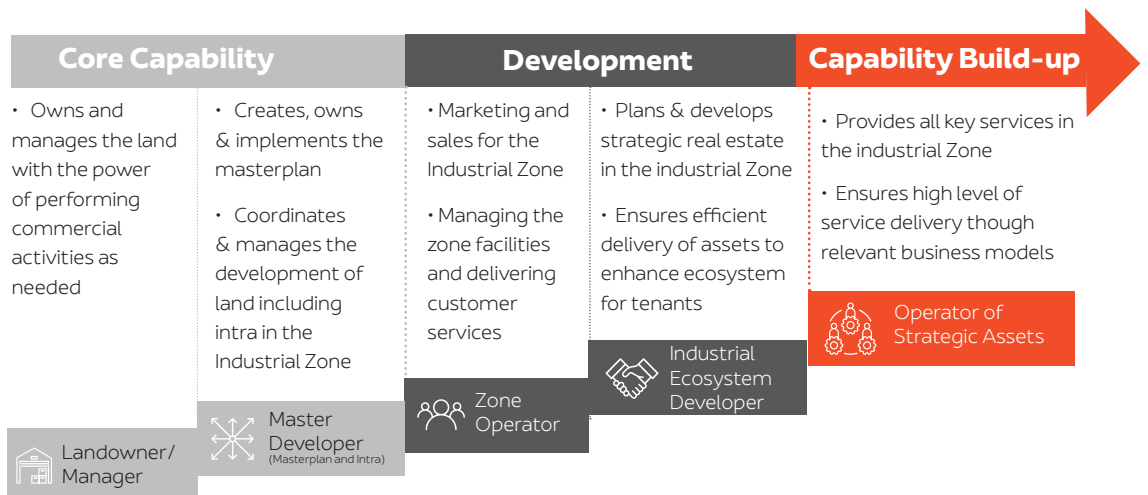 Core Capability
Development
Capability Build-up
• Owns and
manages the land
with the power
of performing
commercial
activities as
needed
Landowner/
Manager
• Creates, owns
& implements the
masterplan
• Coordinates
& manages the
development of
land including
intra in the
Industrial Zone
Master
Developer
(Masterplan and Intra)
• Marketing and
sales for the
Industrial Zone
• Managing the
zone facilities
and delivering
customer
services
Zone
Operator
• Plans & develops
strategic real estate
in the industrial Zone
• Ensures efficient
delivery of assets to
enhance ecosystem
for tenants
Industrial
Ecosystem
Developer
• Provides all key services in
the industrial Zone
• Ensures high level of
service delivery though
relevant business models
Operator of
Strategic Assets